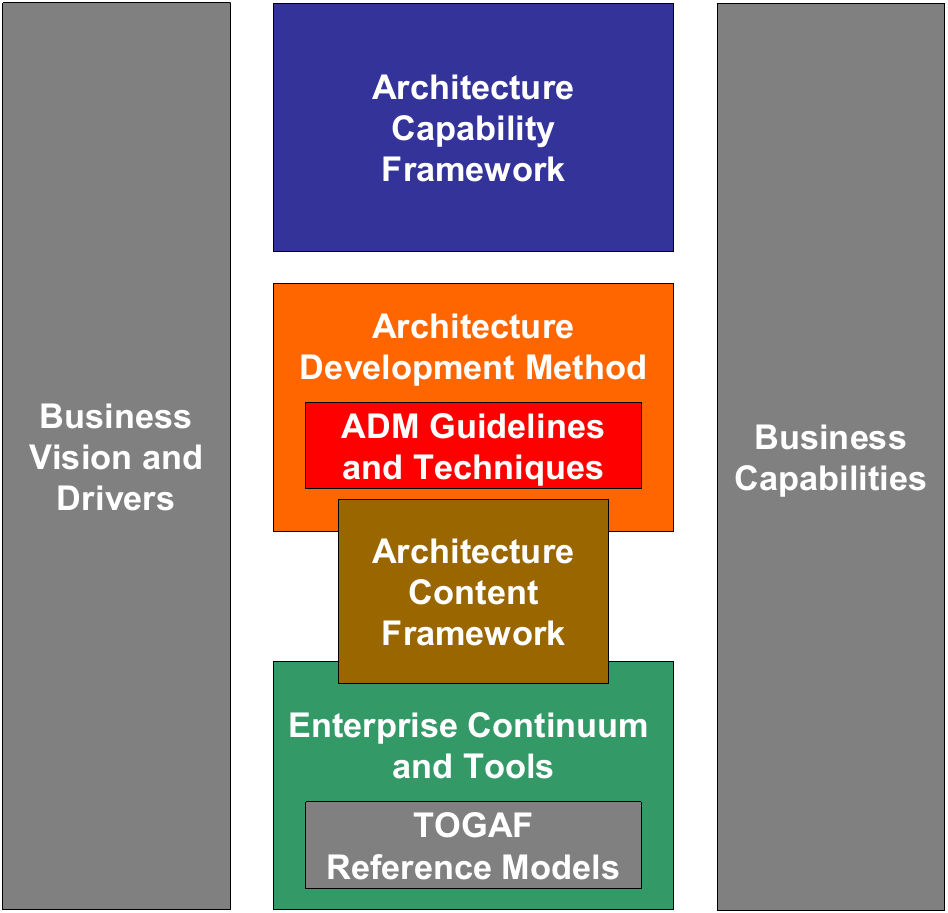 Business
Vision and
Drivers
Architecture
Capability
Framework
Architecture
Development Method
ADM Guidelines
and Techniques
Architecture
Content
Framework
Enterprise Continuum
and Tools
TOGAF
Reference Models
Business
Capabilities